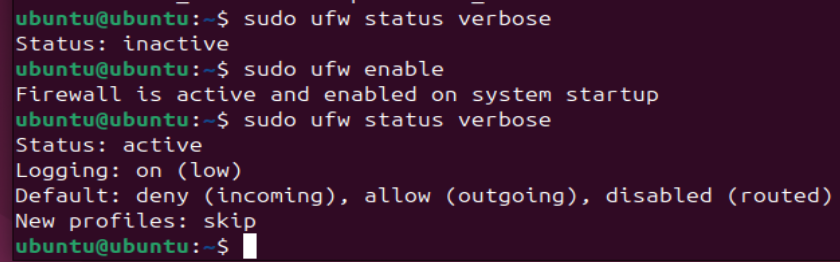 ubuntu@ubuntu:~$ sudo ufw status verbose
Status: inactive
ubuntu@ubuntu:~$ sudo ufw enable
Firewall is active and enabled on system startup
ubuntu@ubuntu:~$ sudo ufw status verbose
Status: active
Logging: on (low)
Default: deny (incoming), allow (outgoing), disabled (routed)
New profiles: skip
ubuntu@ubuntu:~$